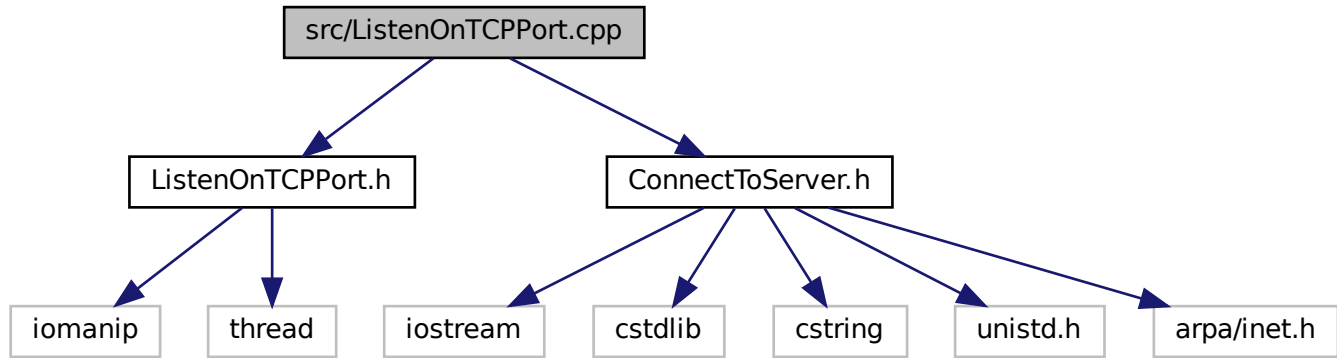 src/ListenOnTCPPort.cpp
ListenOnTCPPort.h
ConnectToServer.h
iomanip
thread
iostream
cstdlib
cstring
unistd.h
arpa/inet.h